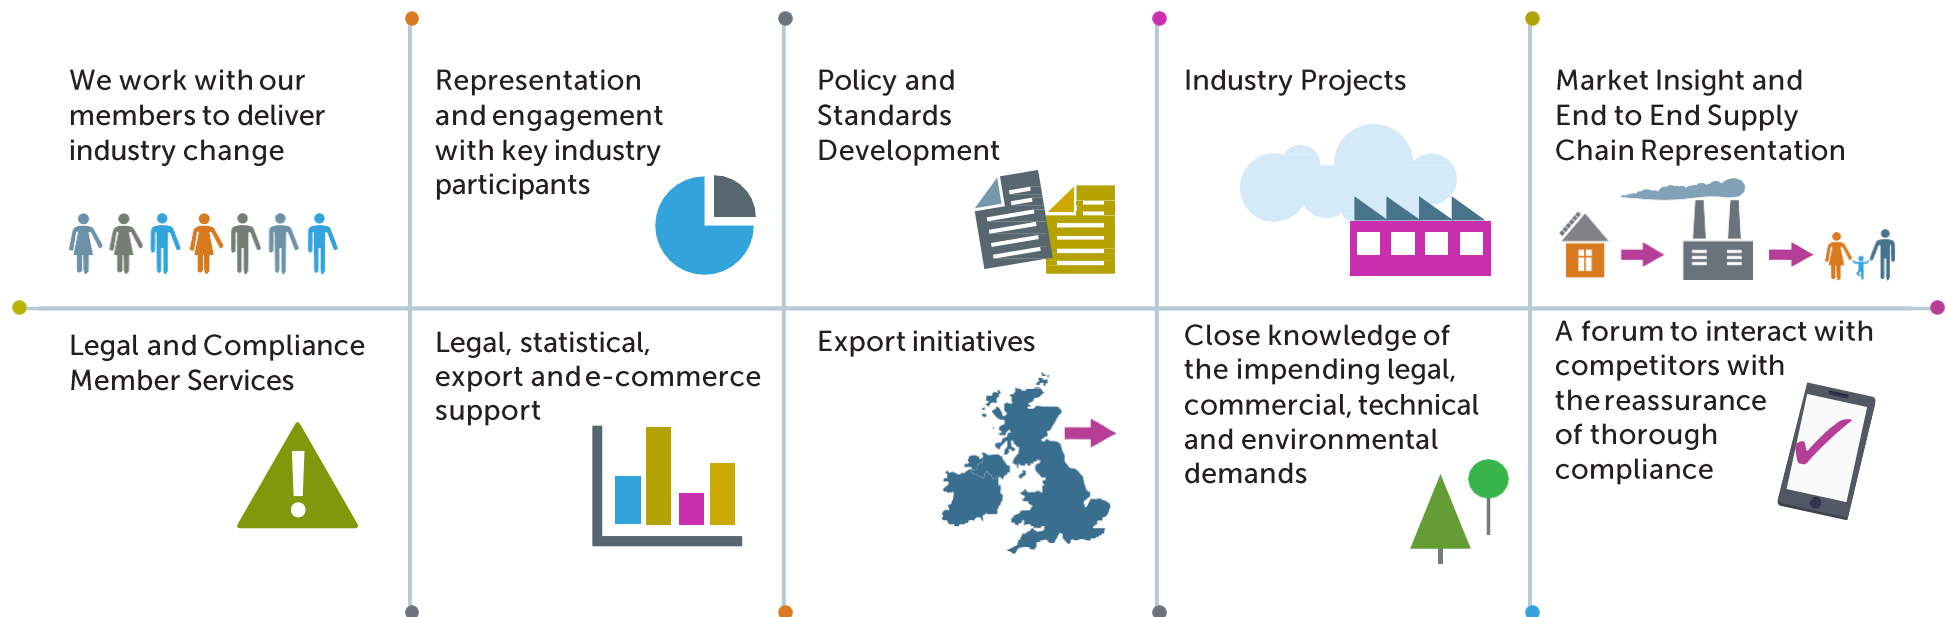 We work with our
members to deliver
industry change
Representation
and engagement
with key industry
participants
Policy and
Standards
Development
Industry Projects
Market Insight and
End to End Supply
Chain Representation
Legal and Compliance
Member Services
Legal, statistical,
export and e-commerce
support
Export initiatives
Close knowledge of
the impending legal,
commercial, technical
and environmental
demands
A forum to interact with
competitors with
the reassurance
of thorough
compliance